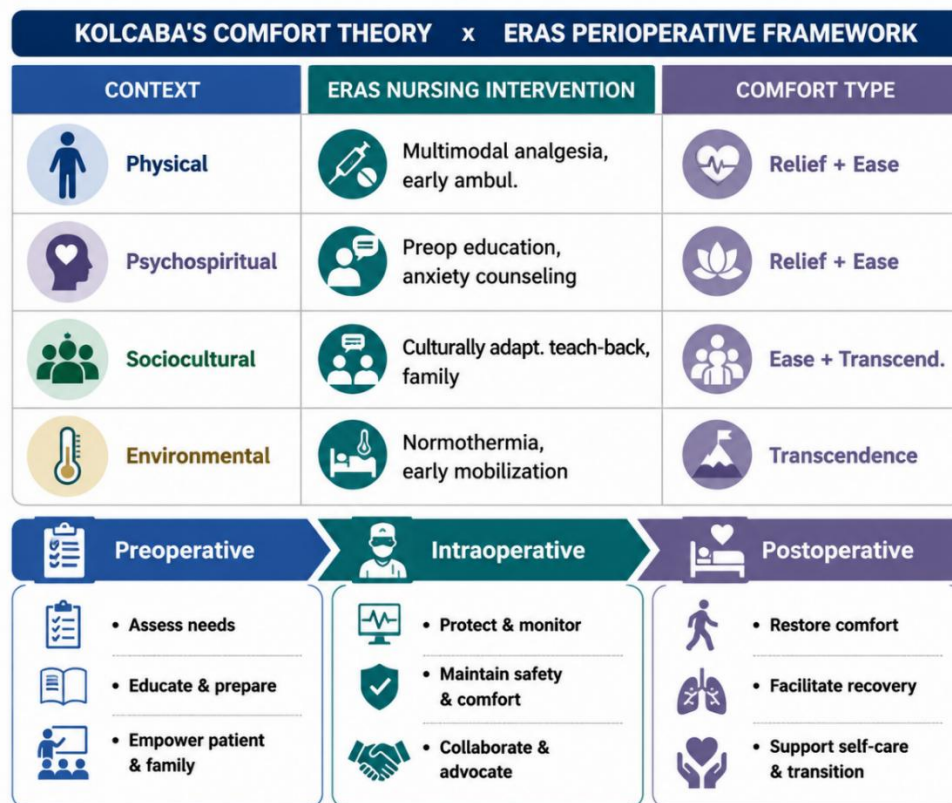 KOLCABA'S COMFORT THEORY x ERAS PERIOPERATIVE FRAMEWORK
CONTEXT
ERAS NURSING INTERVENTION
COMFORT TYPE
Physical
Multimodal analgesia,
early ambul.
Relief + Ease
Psychospiritual
Preop education,
anxiety counseling
Relief + Ease
Sociocultural
Culturally adapt. teach-back,
family
Ease + Transcend.
Environmental
Normothermia,
early mobilization
Transcendence
Preoperative
Intraoperative
Postoperative
• Assess needs
• Educate & prepare
• Empower patient
& family
• Protect & monitor
• Maintain safety
& comfort
• Collaborate &
advocate
• Restore comfort
• Facilitate recovery
• Support self-care
& transition